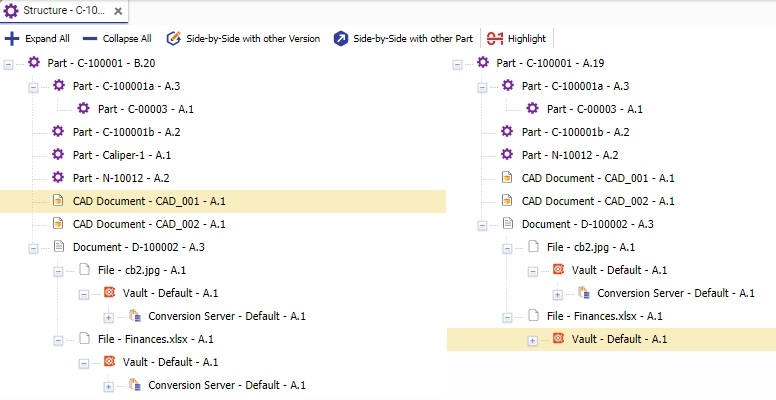 Structure - C-10... ×
Expand All
Collapse All
Side-by-Side with other Version
Side-by-Side with other Part
Highlight
Part - C-100001 - B.20
Part - C-100001a - A.3
Part - C-00003 - A.1
Part - C-100001b - A.2
Part - Caliper-1 - A.1
Part - N-10012 - A.2
CAD Document - CAD_001 - A.1
CAD Document - CAD_002 - A.1
Document - D-100002 - A.3
File - cb2.jpg - A.1
Vault - Default - A.1
Conversion Server - Default - A.1
File - Finances.xlsx - A.1
Vault - Default - A.1
Conversion Server - Default - A.1
Part - C-100001 - A.19
Part - C-100001a - A.3
Part - C-00003 - A.1
Part - C-100001b - A.2
Part - N-10012 - A.2
CAD Document - CAD_001 - A.1
CAD Document - CAD_002 - A.1
Document - D-100002 - A.3
File - cb2.jpg - A.1
Vault - Default - A.1
Conversion Server - Default - A.1
File - Finances.xlsx - A.1
Vault - Default - A.1